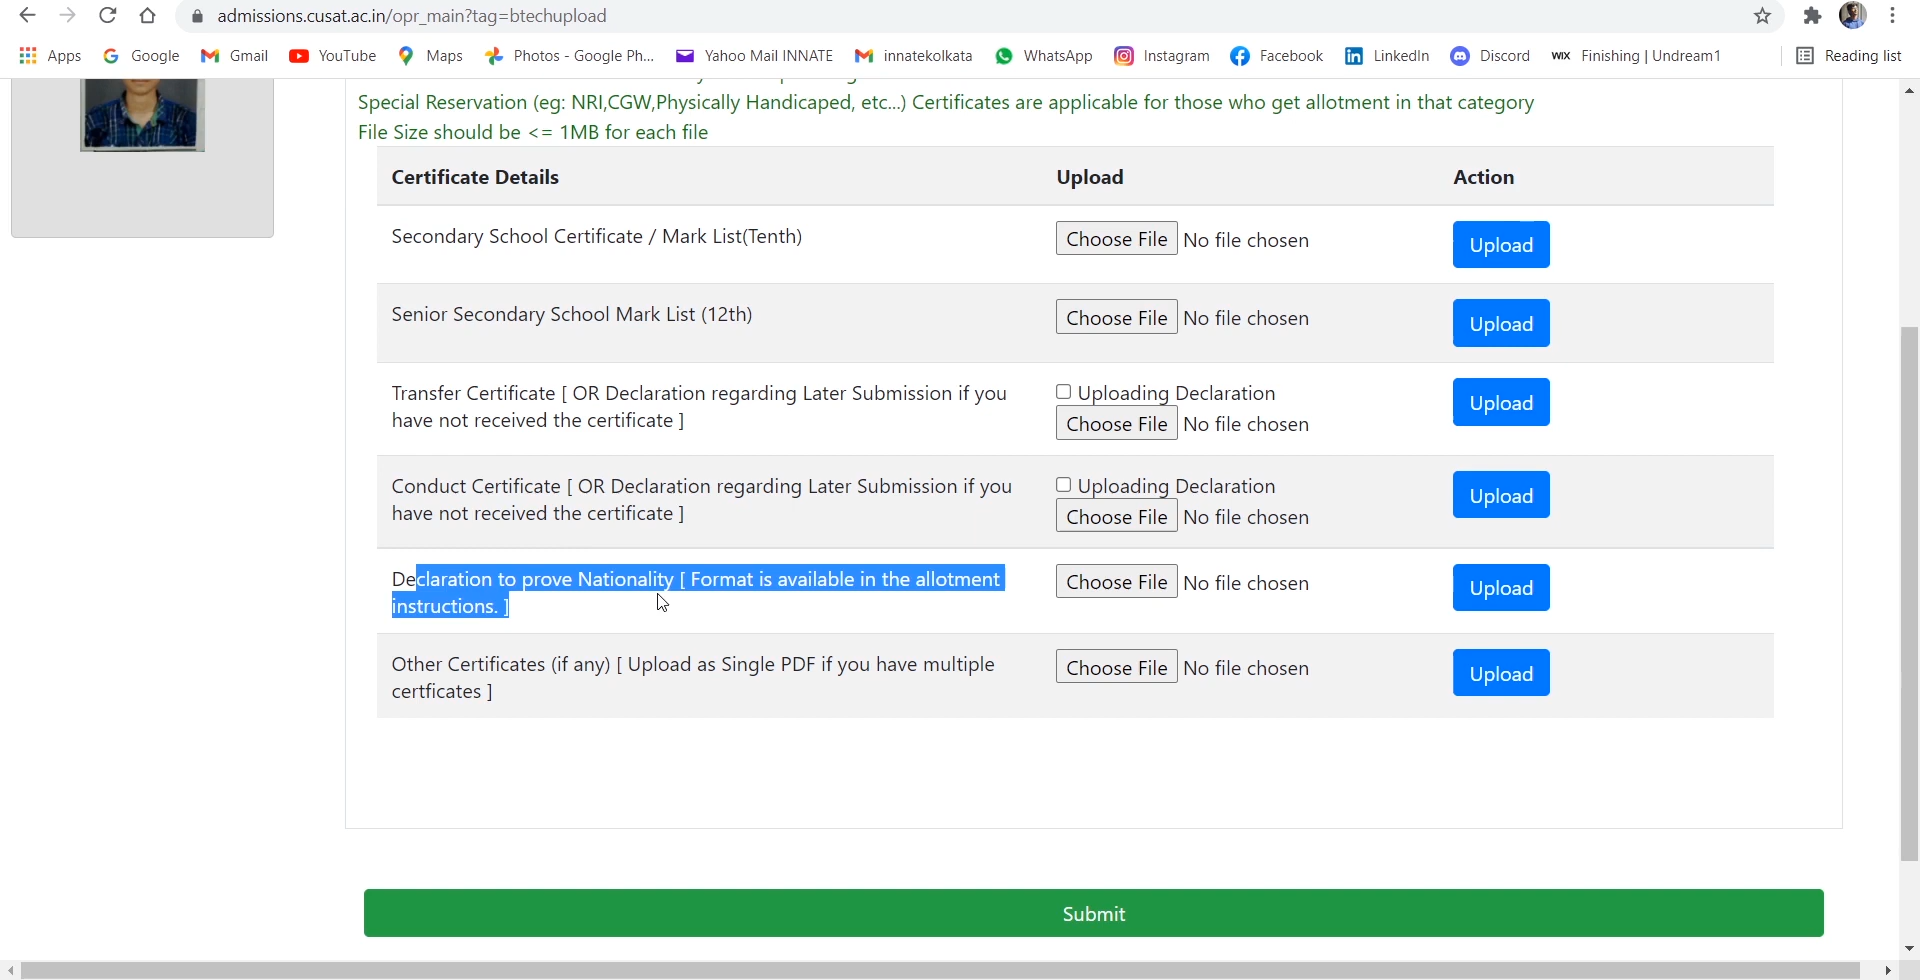 admissions.cusat.ac.in/opr_main?tag=btechupload
Apps Google Gmail YouTube Maps Photos - Google Ph... Yahoo Mail INNATE innatekolkata WhatsApp Instagram Facebook LinkedIn Discord WIX Finishing | Undream1 Reading list
Special Reservation (eg: NRI,CGW,Physically Handicaped, etc...) Certificates are applicable for those who get allotment in that category
File Size should be <= 1MB for each file
Certificate Details Upload Action
Secondary School Certificate / Mark List(Tenth) Choose File No file chosen Upload
Senior Secondary School Mark List (12th) Choose File No file chosen Upload
Transfer Certificate [ OR Declaration regarding Later Submission if you Uploading Declaration
have not received the certificate ] Choose File No file chosen Upload
Conduct Certificate [ OR Declaration regarding Later Submission if you Uploading Declaration
have not received the certificate ] Choose File No file chosen Upload
Declaration to prove Nationality [ Format is available in the allotment Choose File No file chosen Upload
instructions. ]
Other Certificates (if any) [ Upload as Single PDF if you have multiple Choose File No file chosen Upload
certficates ]
Submit